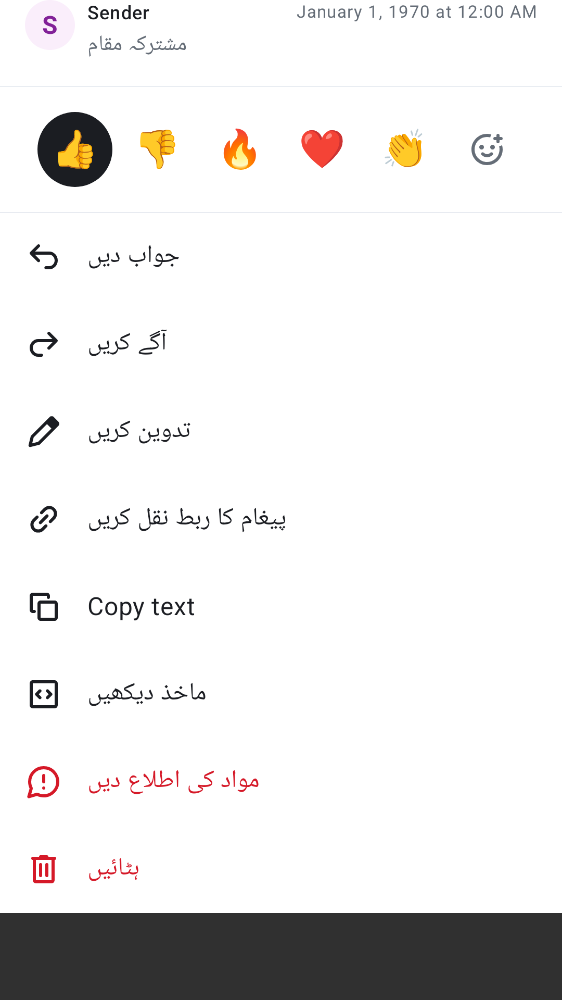 S
Sender
January 1, 1970 at 12:00 AM
مشترکہ مقام
جواب دیں
آگے کریں
تدوین کریں
پیغام کا ربط نقل کریں
Copy text
ماخذ دیکھیں
مواد کی اطلاع دیں
ہٹائیں